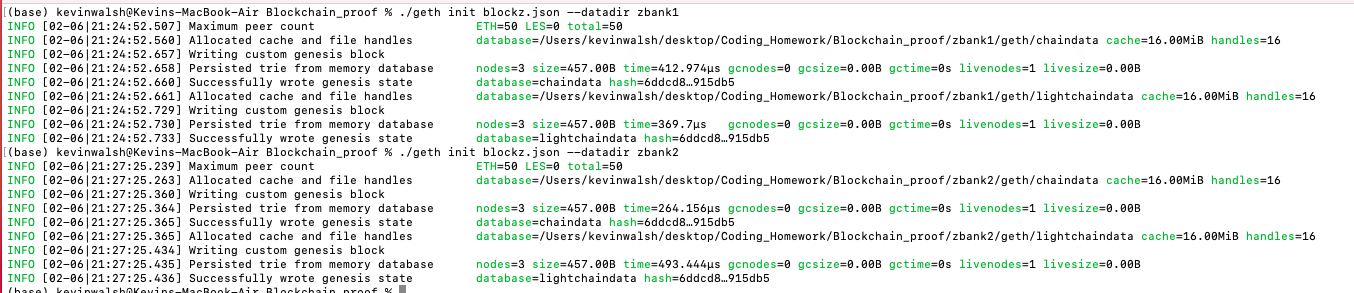 [(base) kevinwalsh@Kevins-MacBook-Air Blockchain_proof % ./geth init blockz.json --datadir zbank1
INFO [02-06|21:24:52.507] Maximum peer count ETH=50 LES=0 total=50
INFO [02-06|21:24:52.560] Allocated cache and file handles database=/Users/kevinwalsh/desktop/Coding_Homework/Blockchain_proof/zbank1/geth/chaindata cache=16.00MiB handles=16
INFO [02-06|21:24:52.657] Writing custom genesis block
INFO [02-06|21:24:52.658] Persisted trie from memory database nodes=3 size=457.00B time=412.974µs gcnodes=0 gcsize=0.00B gctime=0s livenodes=1 livesize=0.00B
INFO [02-06|21:24:52.660] Successfully wrote genesis state database=chaindata hash=6ddcd8…915db5
INFO [02-06|21:24:52.661] Allocated cache and file handles database=/Users/kevinwalsh/desktop/Coding_Homework/Blockchain_proof/zbank1/geth/lightchaindata cache=16.00MiB handles=16
INFO [02-06|21:24:52.729] Writing custom genesis block
INFO [02-06|21:24:52.730] Persisted trie from memory database nodes=3 size=457.00B time=369.7µs gcnodes=0 gcsize=0.00B gctime=0s livenodes=1 livesize=0.00B
INFO [02-06|21:24:52.733] Successfully wrote genesis state database=lightchaindata hash=6ddcd8…915db5
[(base) kevinwalsh@Kevins-MacBook-Air Blockchain_proof % ./geth init blockz.json --datadir zbank2
INFO [02-06|21:27:25.239] Maximum peer count ETH=50 LES=0 total=50
INFO [02-06|21:27:25.263] Allocated cache and file handles database=/Users/kevinwalsh/desktop/Coding_Homework/Blockchain_proof/zbank2/geth/chaindata cache=16.00MiB handles=16
INFO [02-06|21:27:25.360] Writing custom genesis block
INFO [02-06|21:27:25.364] Persisted trie from memory database nodes=3 size=457.00B time=264.156µs gcnodes=0 gcsize=0.00B gctime=0s livenodes=1 livesize=0.00B
INFO [02-06|21:27:25.365] Successfully wrote genesis state database=chaindata hash=6ddcd8…915db5
INFO [02-06|21:27:25.365] Allocated cache and file handles database=/Users/kevinwalsh/desktop/Coding_Homework/Blockchain_proof/zbank2/geth/lightchaindata cache=16.00MiB handles=16
INFO [02-06|21:27:25.434] Writing custom genesis block
INFO [02-06|21:27:25.435] Persisted trie from memory database nodes=3 size=457.00B time=493.444µs gcnodes=0 gcsize=0.00B gctime=0s livenodes=1 livesize=0.00B
INFO [02-06|21:27:25.436] Successfully wrote genesis state database=lightchaindata hash=6ddcd8…915db5
(base) kevinwalsh@Kevins-MacBook-Air Blockchain_proof %